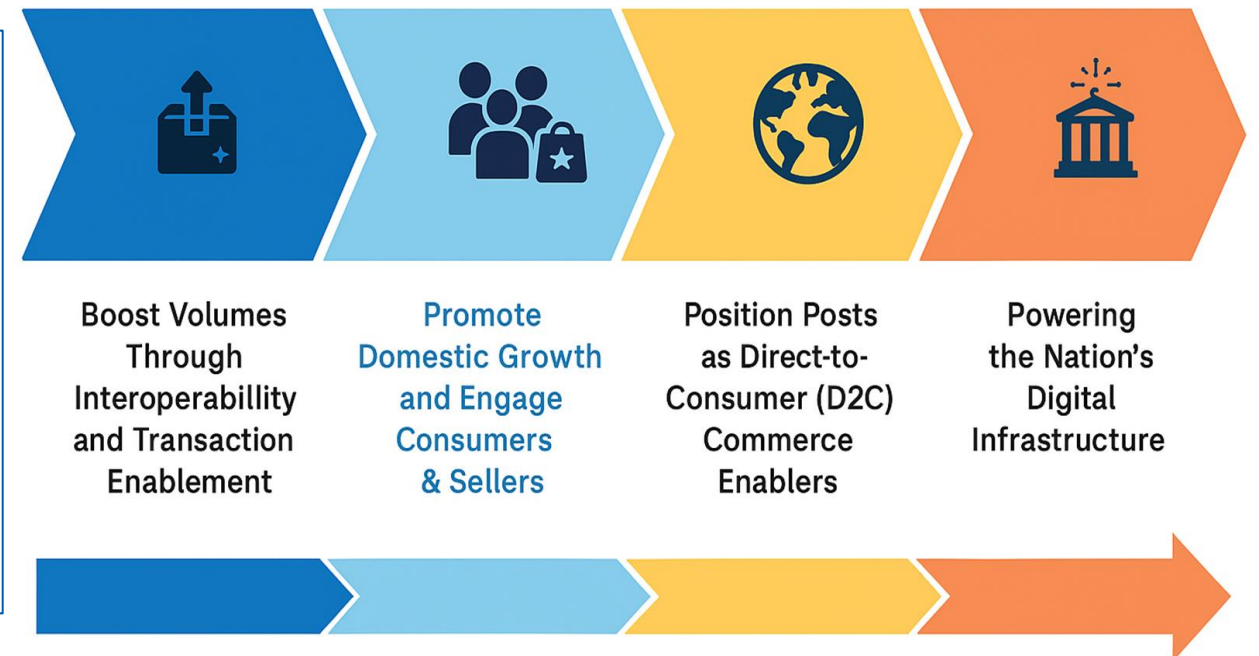 Boost Volumes
Through
Interoperabillity
and Transaction
Enablement
Promote
Domestic Growth
and Engage
Consumers
& Sellers
Position Posts
as Direct-to-
Consumer (D2C)
Commerce
Enablers
Powering
the Nation’s
Digital
Infrastructure